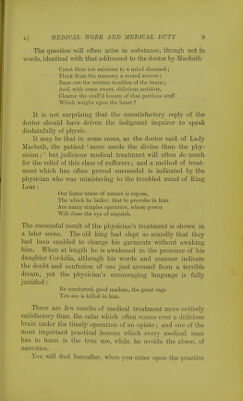 I.] MEDICAL WORK AND MEDICAL DUTY 9
The question will often arise in substance, though not in
words, identical with that addressed to the doctor by Macbeth
Canst thou not minister to a mind diseased;
Pluck from the memory a rooted sorrow;
Raze out the written troubles of the brain;
And, with some sweet, oblivious antidote,
Cleanse the stuff'd bosom of that perilous stuff
Which weighs upon the heart?
It is not surprising that the unsatisfactory reply of the
doctor should have driven the indignant inquirer to speak
disdainfully of physic.
It may be that in some cases, as the doctor said of Lady
Macbeth, the patient 'more needs the divine than the phy-
sician;' but judicious medical treatment will often do much
for the relief of this class of sufferers; and a method of treat-
ment which has often proved successful is indicated by the
physician who was ministering to the troubled mind of King
Lear:
Our foster nurse of nature is repose,
The which he lacks; that to provoke in him
Are many simples operative, whose power
Will close the eye of anguish.
The successful result of the physician's treatment is shown in
a later scene. The old king had slept so soundly that they
had been enabled to change his garments without awaking
him. When at length he is awakened in the presence of his
daughter Cordelia, although his words and manner indicate
the doubt and confusion of one just aroused from a terrible
dream, yet the physician's encouraging language is fully
justified:
Be comforted, good madam, the great rage
You see is killed in him.
There are few results of medical treatment more entirely
satisfactory than the calm which often comes over a delirious
brain under the timely operation of an opiate; and one of the
most important practical lessons which every medical man
has to learn is the true use, while he avoids the abuse, of
narcotics.
You will find hereafter, when you enter upon the practice